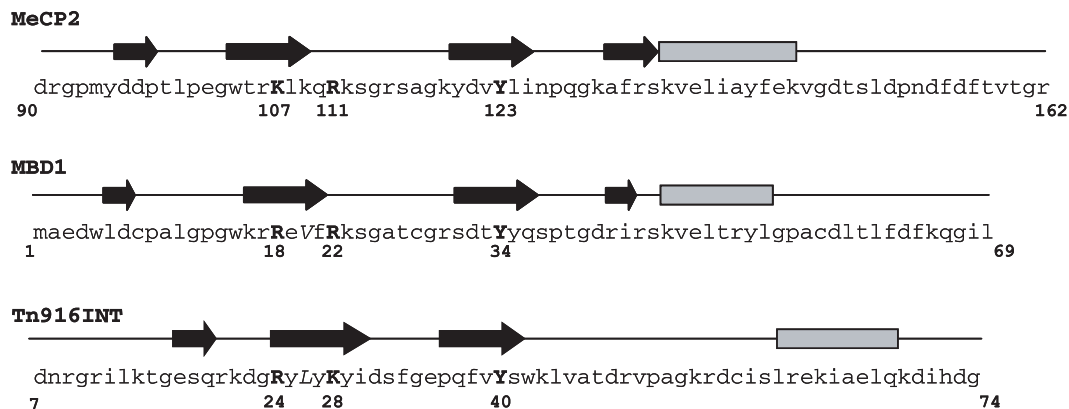 MeCP2
drgpmyddptlpegwtrKlkqRksgrsagkydvYlinpqgkafrskveliayfekvgdtsldpndfdftvtgr
90 107 111 123 162
MBD1
maedwldcpalgpgwkrReVfRksgatcgrsdtYyqsptgdrirskveltrylgpacdltlfdfkqgil
1 18 22 34 69
Tn916INT
dnrgrilktgesqrkdgRyLyKyidsfgepqfvYswklvatdrvpagkrdcislrekiaelqkdihdg
7 24 28 40 74